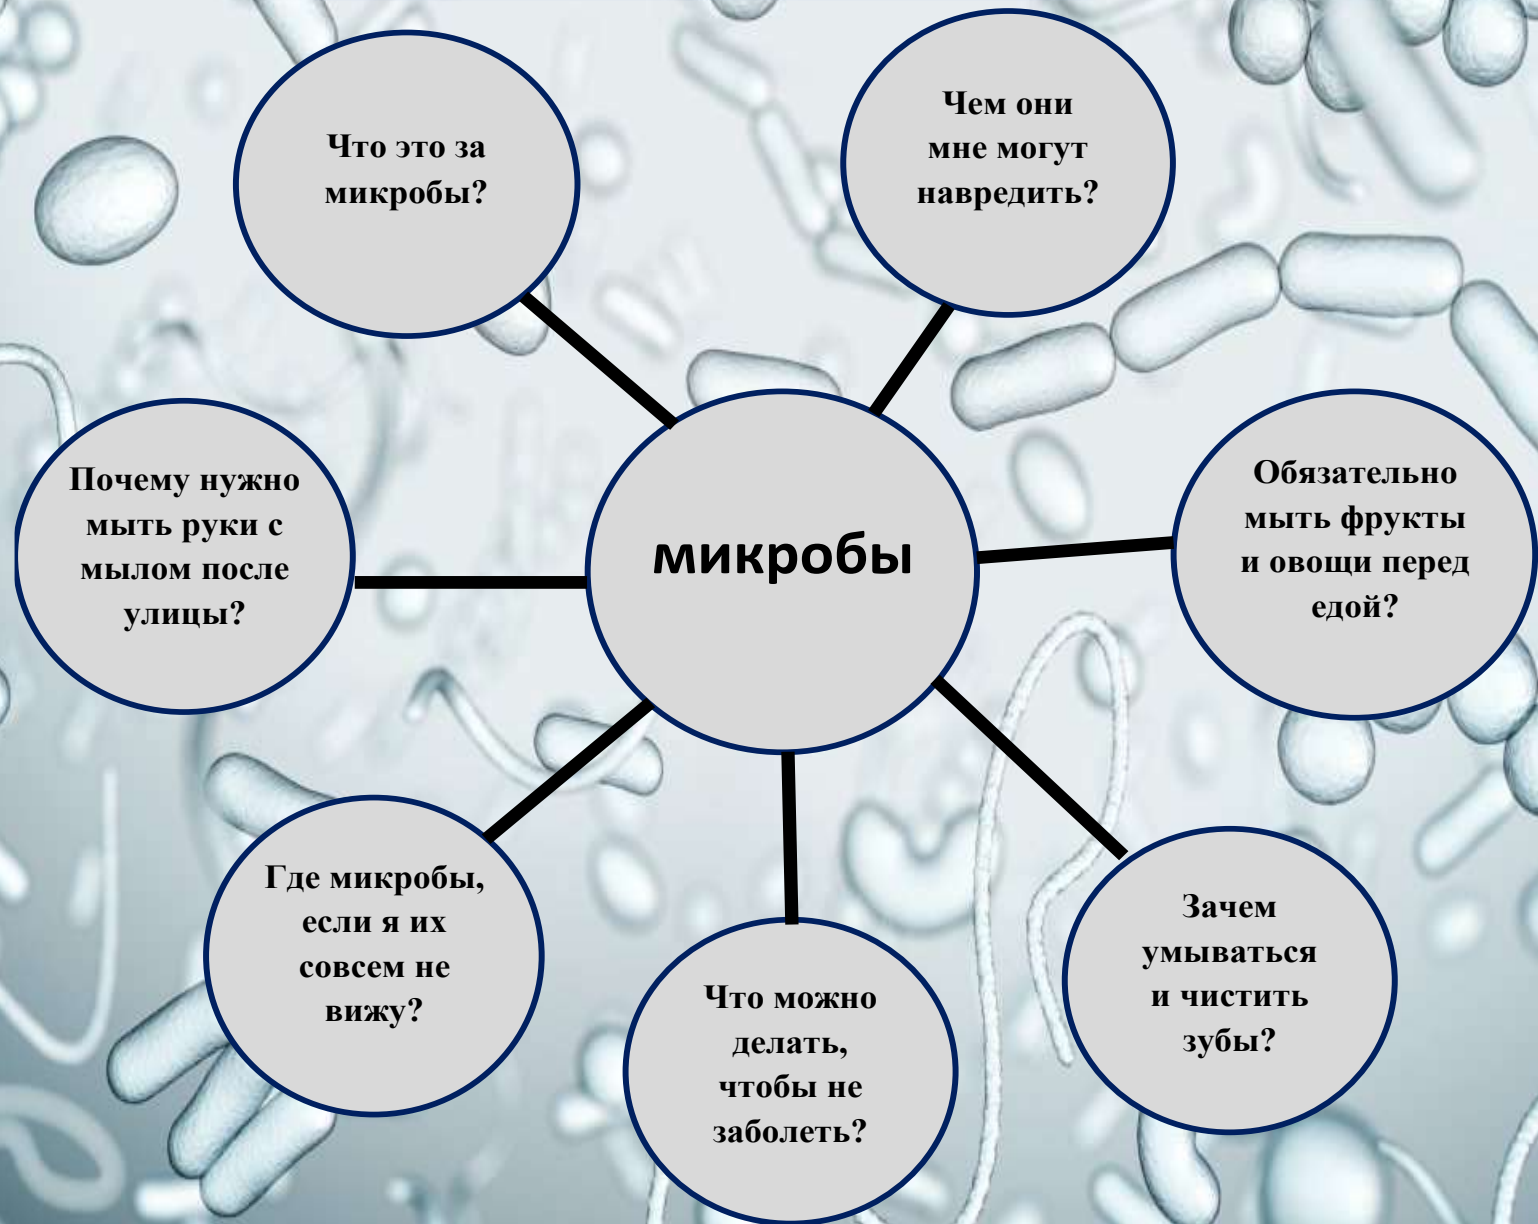 Что это за
микробы?
Чем они
мне могут
навредить?
Почему нужно
мыть руки с
мылом после
улицы?
микробы
Обязательно
мыть фрукты
и овощи перед
едой?
Где микробы,
если я их
совсем не
вижу?
Что можно
делать,
чтобы не
заболеть?
Зачем
умываться
и чистить
зубы?